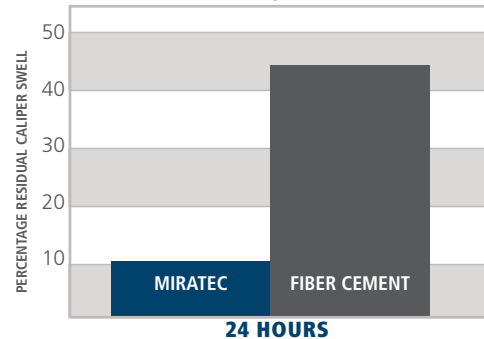 PERCENTAGE RESIDUAL CALIPER SWELL
50
40
30
20
10
MIRATEC
FIBER CEMENT
24 HOURS